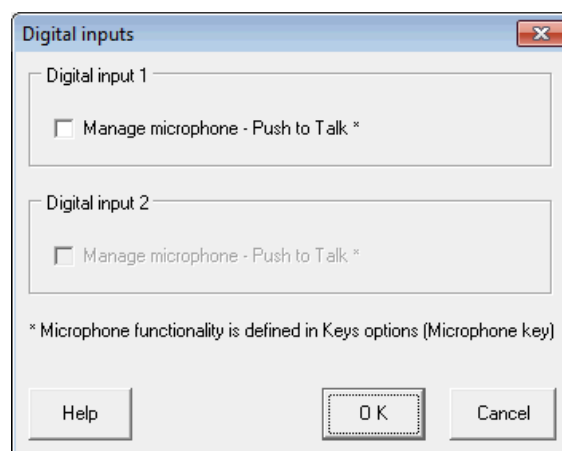 Digital inputs
Digital input 1
Manage microphone - Push to Talk *
Digital input 2
Manage microphone - Push to Talk *
* Microphone functionality is defined in Keys options (Microphone key)
Help
O K
Cancel